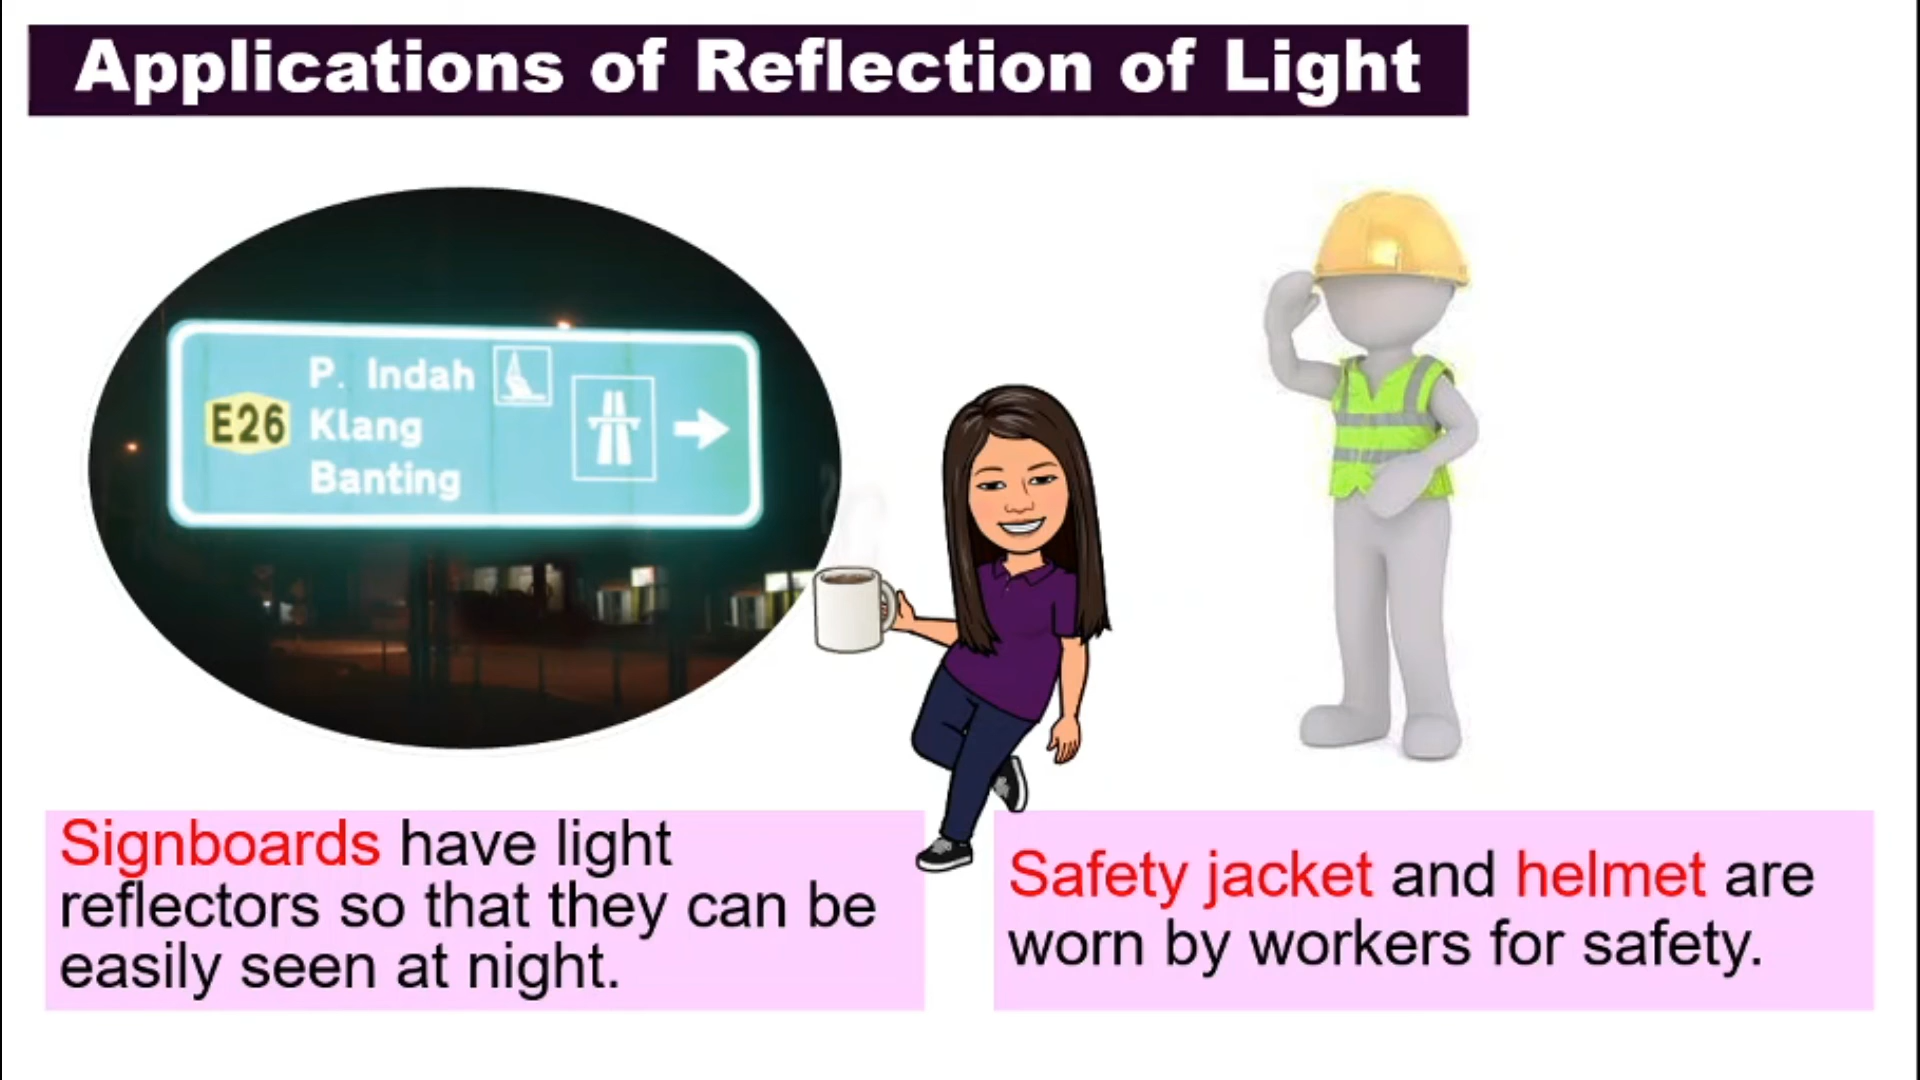 Applications of Reflection of Light
P. Indah
E26
Klang
Banting
Signboards have light
reflectors so that they can be
easily seen at night.
Safety jacket and helmet are
worn by workers for safety.